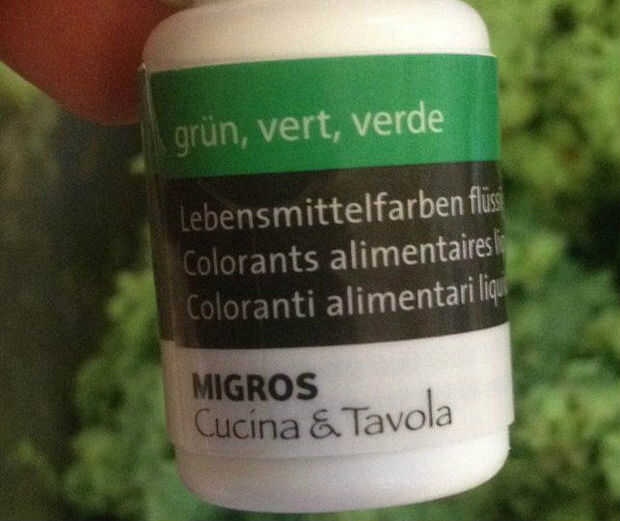 grün, vert, verde
Lebensmittelfarben
Colorants alimentaires
Coloranti alimentari
MIGROS
Cucina & Tavola